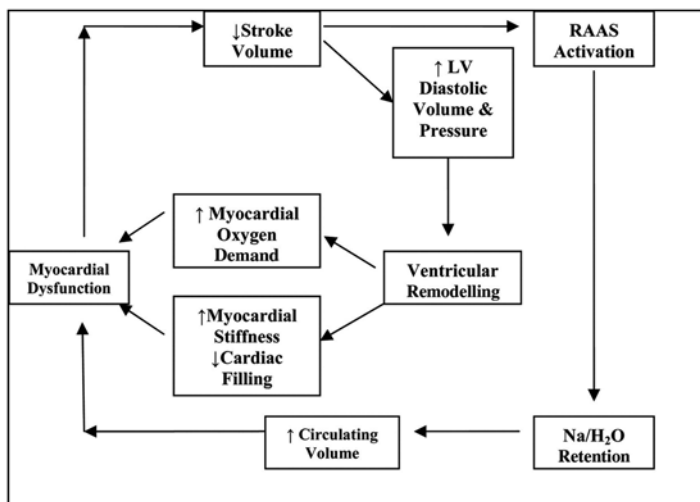 ↓Stroke
Volume
RAAS
Activation
↑ LV
Diastolic
Volume &
Pressure
↑ Myocardial
Oxygen
Demand
Myocardial
Dysfunction
Ventricular
Remodelling
↑Myocardial
Stiffness
↓Cardiac
Filling
↑ Circulating
Volume
Na/H₂O
Retention